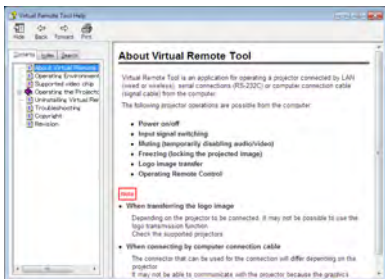 Virtual Remote Tool Help
Hide Back Forward Print
Contents Index Search
About Virtual Remote
Operating Environment
Supported video chip
Operating the Projecto
Uninstalling Virtual Rer
Troubleshooting
Copyright
Revision
About Virtual Remote Tool
Virtual Remote Tool is an application for operating a projector connected by LAN
(wired or wireless), serial connections (RS-232C) or computer connection cable
(signal cable) from the computer.
The following projector operations are possible from the computer.
• Power on/off
• Input signal switching
• Muting (temporarily disabling audio/video)
• Freezing (locking the projected image)
• Logo image transfer
• Operating Remote Control
Note
• When transferring the logo image
Depending on the projector to be connected, it may not be possible to use the
logo transmission function.
Check the supported projectors
• When connecting by computer connection cable
The connector that can be used for the connection will differ depending on the
projector.
It may not be able to communicate with the projector because the graphics